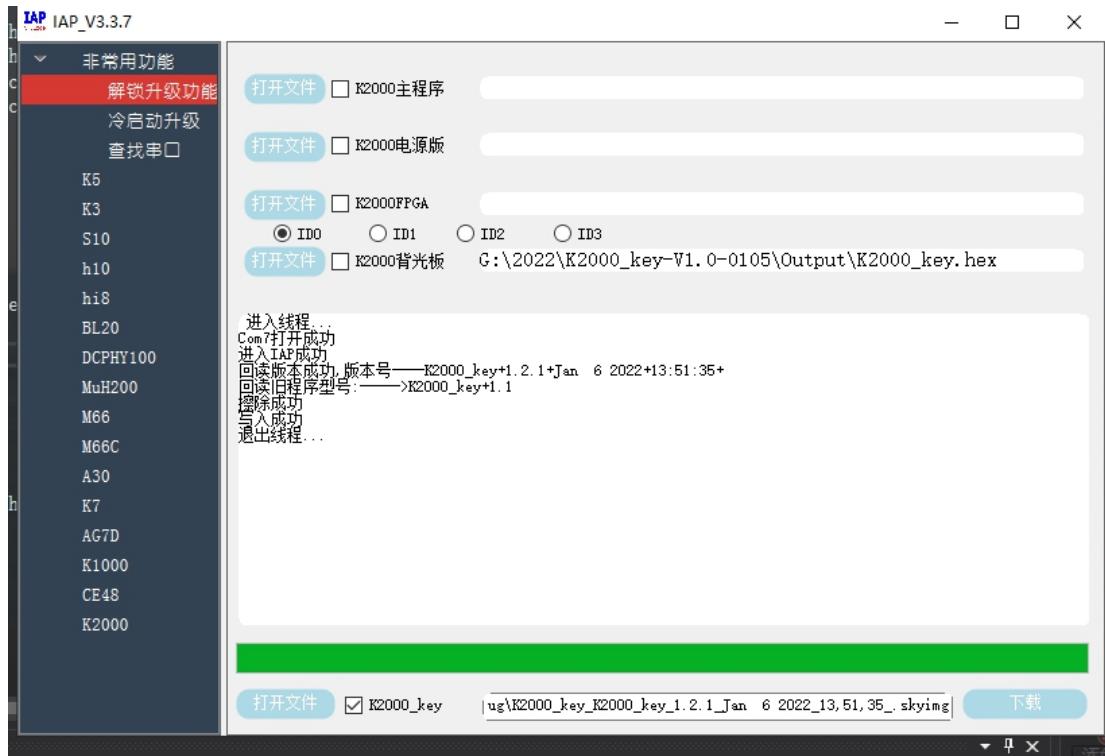 IAP IAP_V3.3.7
非常用功能
解锁升级功能
冷启动升级
查找串口
K5
K3
S10
h10
hi8
BL20
DCPHY100
MuH200
M66
M66C
A30
K7
AG7D
K1000
CE48
K2000
打开文件 K2000主程序
打开文件 K2000电源版
打开文件 K2000FPGA
ID0 ID1 ID2 ID3
打开文件 K2000背光板 G:\2022\K2000_key-V1.0-0105\Output\K2000_key.hex
进入线程...
Com7打开成功
进入IAP成功
回读版本成功,版本号——K2000_key+1.2.1+Jan  6 2022+13:51:35+
回读旧程序型号:———>K2000_key+1.1
擦除成功
写入成功
退出线程...
打开文件 K2000_key ug\K2000_key_K2000_key_1.2.1_Jan  6 2022_13,51,35_.skyimg 下载